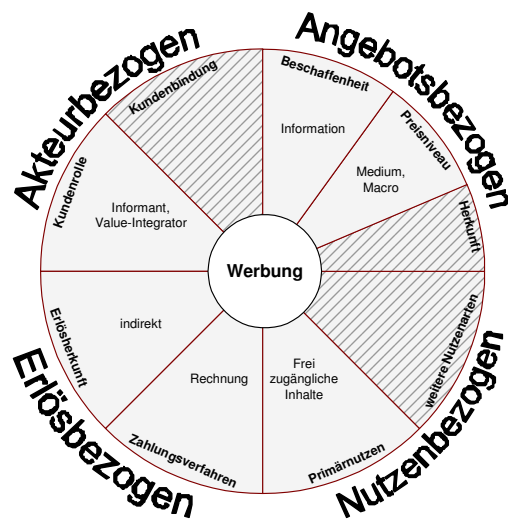 Akteurbezogen
Angebotsbezogen
Kundenbindung
Beschaffenheit
Information
Preisniveau
Medium,
Macro
Kundenrolle
Informant,
Value-Integrator
Herkunft
Werbung
Erlösherkunft
indirekt
weitere Nutzenarten
Rechnung
Frei
zugängliche
Inhalte
Zahlungsverfahren
Primärnutzen
Erlösbezogen
Nutzenbezogen